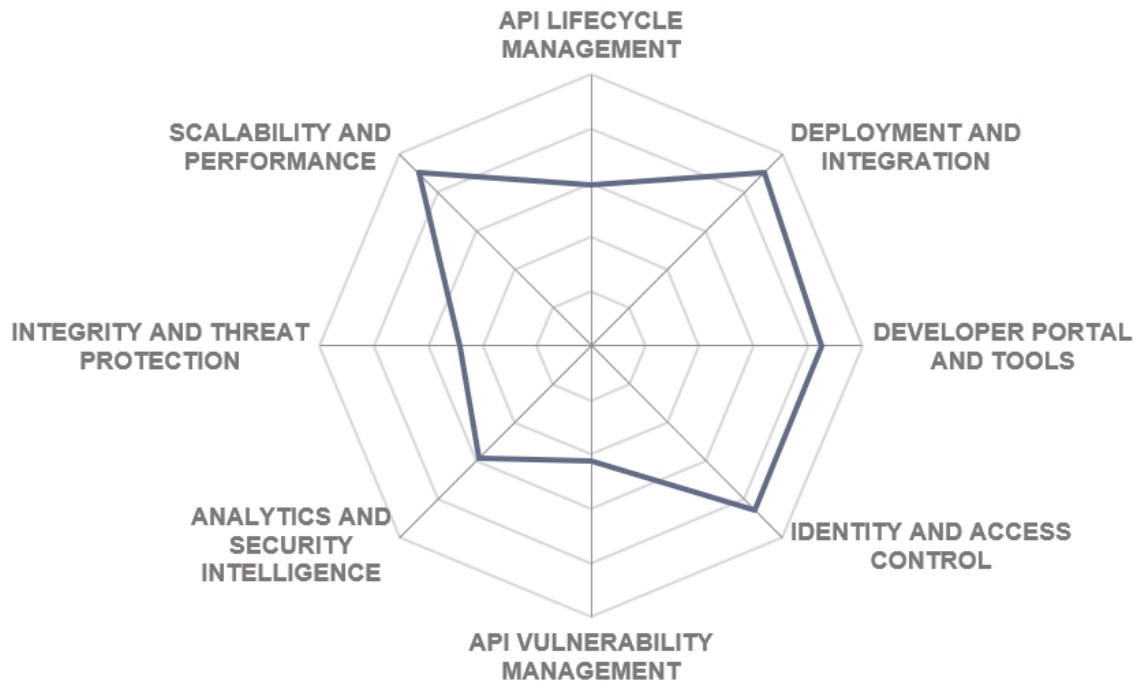 API LIFECYCLE
MANAGEMENT
DEPLOYMENT AND
INTEGRATION
DEVELOPER PORTAL
AND TOOLS
IDENTITY AND ACCESS
CONTROL
API VULNERABILITY
MANAGEMENT
ANALYTICS AND
SECURITY
INTELLIGENCE
INTEGRITY AND THREAT
PROTECTION
SCALABILITY AND
PERFORMANCE